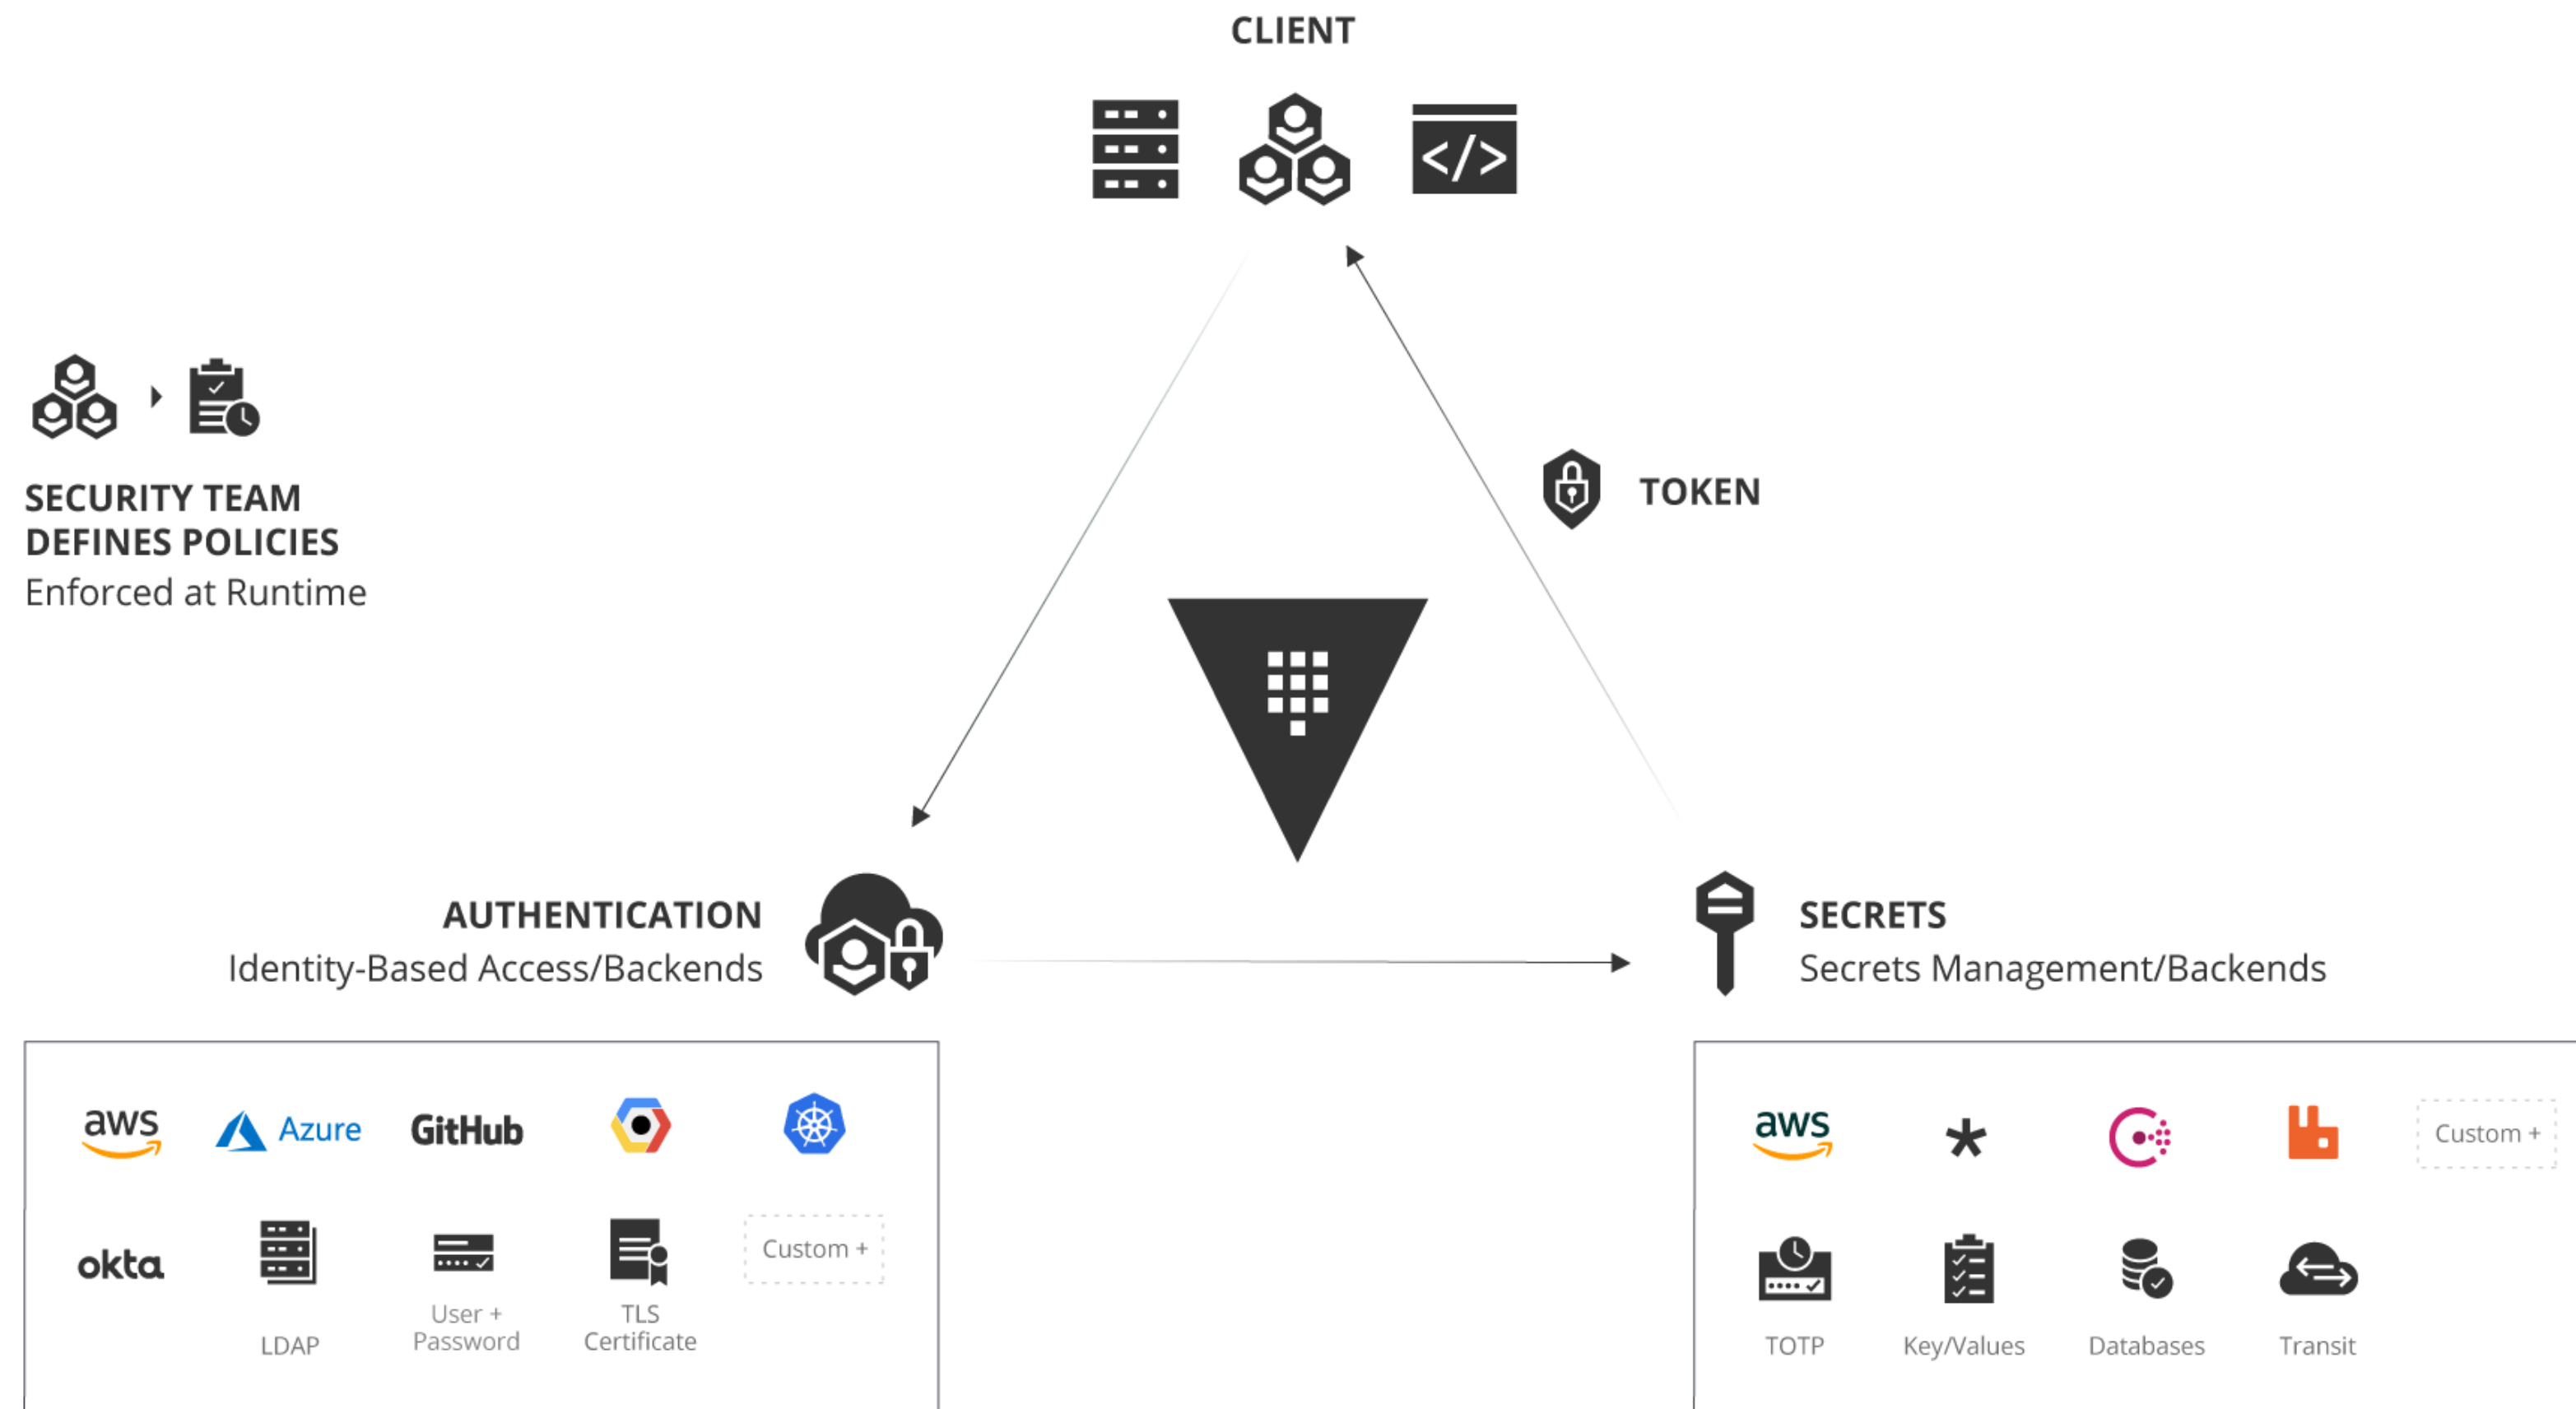 CLIENT
</>
SECURITY TEAM
DEFINES POLICIES
Enforced at Runtime
TOKEN
AUTHENTICATION
Identity-Based Access/Backends
SECRETS
Secrets Management/Backends
aws
Azure
GitHub
okta
LDAP
User +
Password
TLS
Certificate
Custom +
aws
*
Custom +
TOTP
Key/Values
Databases
Transit